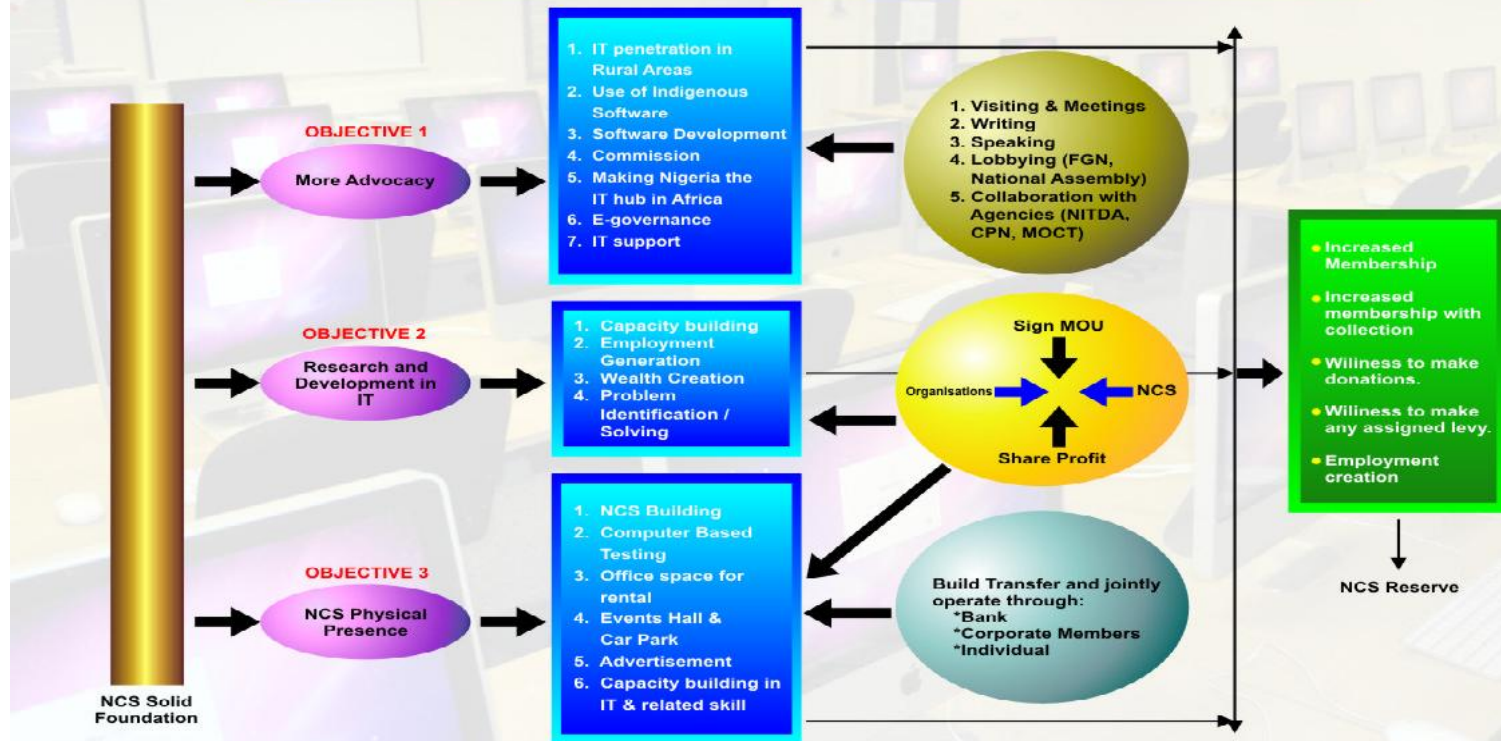 NCS Solid
Foundation
OBJECTIVE 1
More Advocacy
OBJECTIVE 2
Research and
Development in
IT
OBJECTIVE 3
NCS Physical
Presence
1. IT penetration in
Rural Areas
2. Use of Indigenous
Software
3. Software Development
4. Commission
5. Making Nigeria the
IT hub in Africa
6. E-governance
7. IT support
1. Capacity building
2. Employment
Generation
3. Wealth Creation
4. Problem
Identification /
Solving
1. NCS Building
2. Computer Based
Testing
3. Office space for
rental
4. Events Hall &
Car Park
5. Advertisement
6. Capacity building in
IT & related skill
1. Visiting & Meetings
2. Writing
3. Speaking
4. Lobbying (FGN,
National Assembly)
5. Collaboration with
Agencies (NITDA,
CPN, MOCT)
Sign MOU
Organisations
NCS
Share Profit
Build Transfer and jointly
operate through:
*Bank
*Corporate Members
*Individual
Increased
Membership
Increased
membership with
collection
Wiliness to make
donations.
Wiliness to make
any assigned levy.
Employment
creation
NCS Reserve